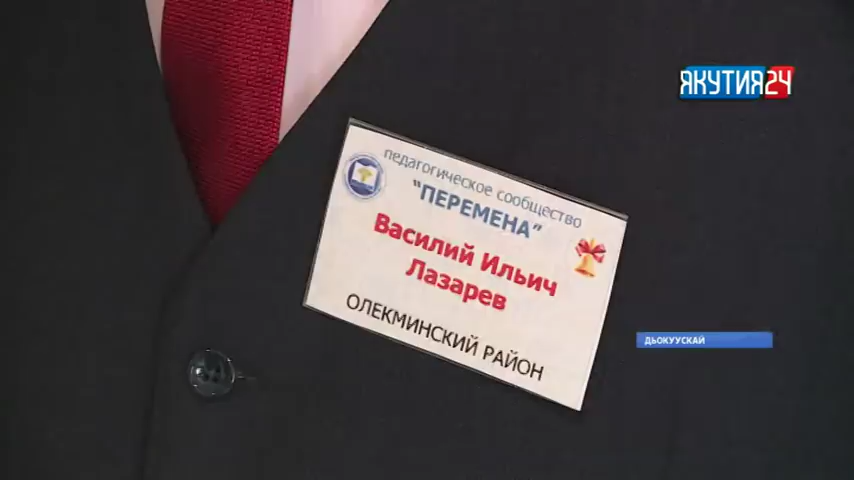 ЯКУТИЯ24
педагогическое сообщество
"ПЕРЕМЕНА"
Василий Ильич
Лазарев
ОЛЕКМИНСКИЙ РАЙОН
ДЬОКУУСКАЙ